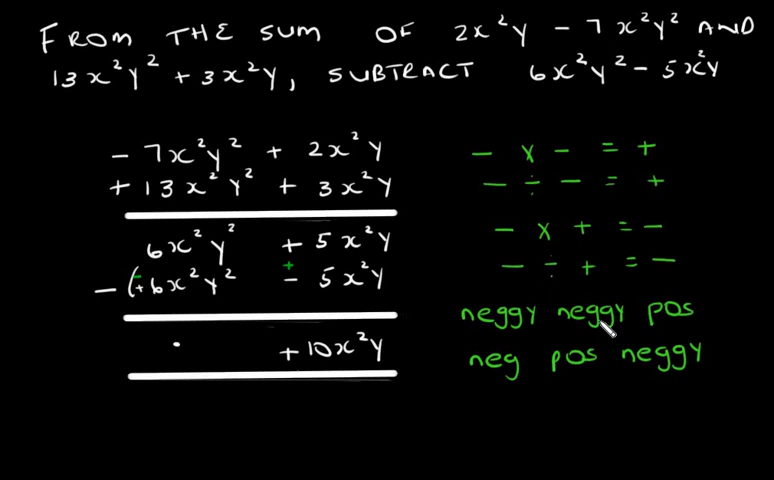 FROM THE SUM OF 2x²y - 7x²y² AND
13x²y² + 3x²y, SUBTRACT 6x²y² - 5x²y
- 7x²y² + 2x²y
+ 13x²y² + 3x²y
6x²y² + 5x²y
- (+6x²y² - 5x²y
- +
. + 10x²y
- x - = +
- ÷ - = +
- x + = -
- ÷ + = -
neggy neggy pos
neg pos neggy